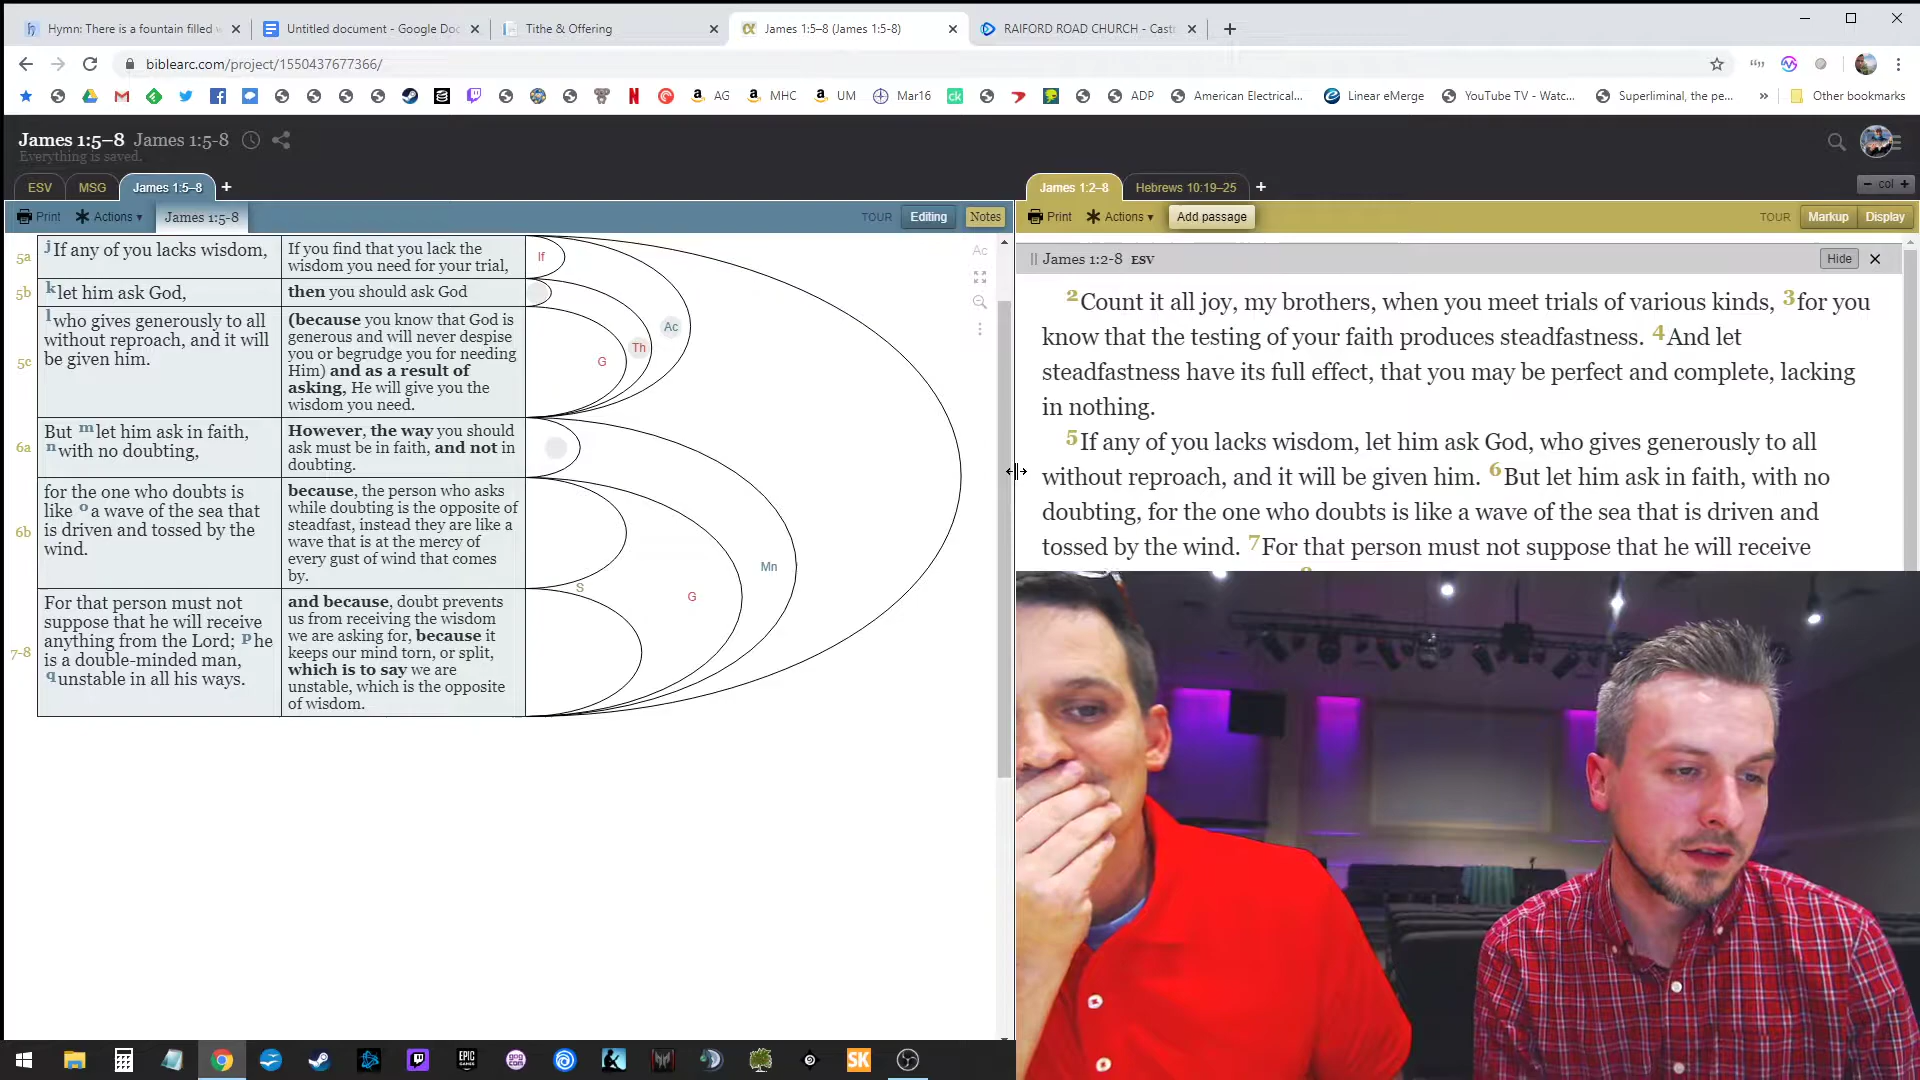 Hymn: There is a fountain filled
Untitled document - Google Doc
Tithe & Offering
James 1:5–8 (James 1:5-8)
RAIFORD ROAD CHURCH - Cast
biblearc.com/project/1550437677366/
AG
MHC
UM
Mar16
ADP
American Electrical...
Linear eMerge
YouTube TV - Watc...
Superliminal, the pe...
Other bookmarks
James 1:5–8 James 1:5-8
Everything is saved.
ESV
MSG
James 1:5–8
Print
Actions
James 1:5-8
TOUR
Editing
Notes
5a
j If any of you lacks wisdom,
If you find that you lack the
wisdom you need for your trial,
5b
k let him ask God,
then you should ask God
5c
l who gives generously to all
without reproach, and it will
be given him.
(because you know that God is
generous and will never despise
you or begrudge you for needing
Him) and as a result of
asking, He will give you the
wisdom you need.
6a
But m let him ask in faith,
n with no doubting,
However, the way you should
ask must be in faith, and not in
doubting.
6b
for the one who doubts is
like o a wave of the sea that
is driven and tossed by the
wind.
because, the person who asks
while doubting is the opposite of
steadfast, instead they are like a
wave that is at the mercy of
every gust of wind that comes
by.
7-8
For that person must not
suppose that he will receive
anything from the Lord; p he
is a double-minded man,
q unstable in all his ways.
and because, doubt prevents
us from receiving the wisdom
we are asking for, because it
keeps our mind torn, or split,
which is to say we are
unstable, which is the opposite
of wisdom.
If
Ac
Th
G
Mn
S
G
Ac
James 1:2–8
Hebrews 10:19–25
col
Print
Actions
Add passage
TOUR
Markup
Display
James 1:2-8 ESV
Hide
2 Count it all joy, my brothers, when you meet trials of various kinds, 3 for you
know that the testing of your faith produces steadfastness. 4 And let
steadfastness have its full effect, that you may be perfect and complete, lacking
in nothing.
5 If any of you lacks wisdom, let him ask God, who gives generously to all
without reproach, and it will be given him. 6 But let him ask in faith, with no
doubting, for the one who doubts is like a wave of the sea that is driven and
tossed by the wind. 7 For that person must not suppose that he will receive
EPIC
GAMES
gog
com
SK